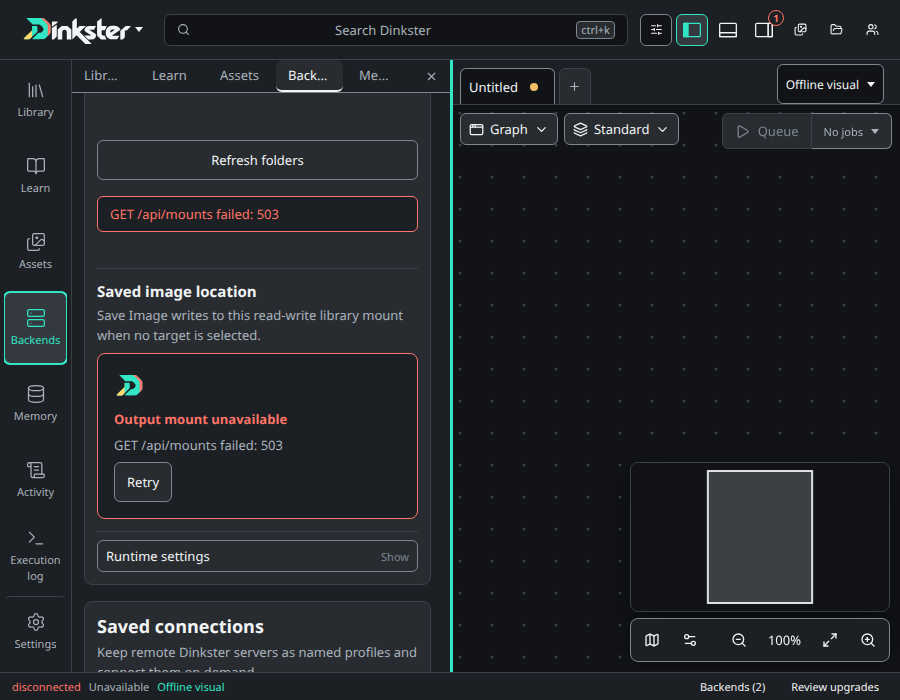 Dinkster
Search Dinkster
ctrl+k
1
Libr...
Learn
Assets
Back...
Me...
Untitled
Offline visual
Library
Learn
Assets
Backends
Memory
Activity
Execution
log
Settings
Refresh folders
GET /api/mounts failed: 503
Saved image location
Save Image writes to this read-write library mount
when no target is selected.
Output mount unavailable
GET /api/mounts failed: 503
Retry
Runtime settings
Show
Saved connections
Keep remote Dinkster servers as named profiles and
connect them on demand.
Graph
Standard
Queue
No jobs
100%
disconnected
Unavailable
Offline visual
Backends (2)
Review upgrades